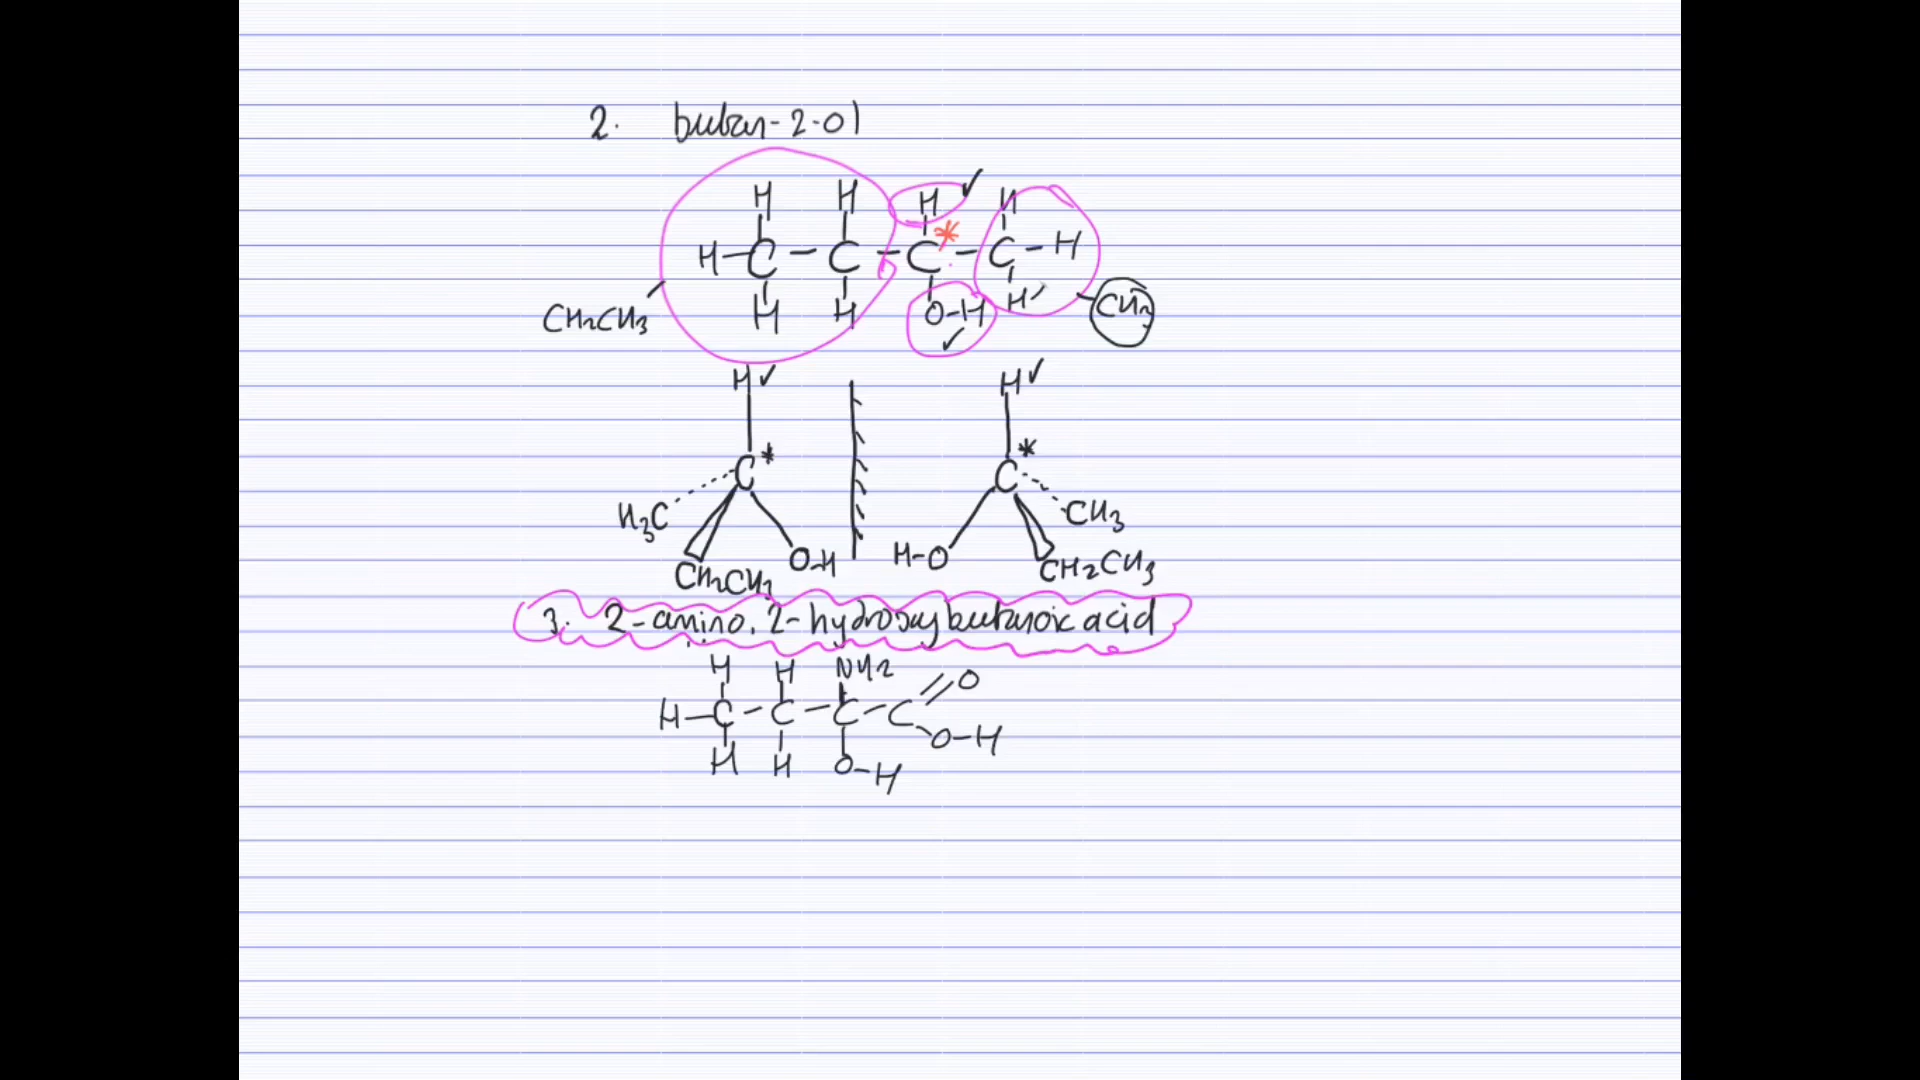 2. butan-2-ol
H H H ✓ H
H-C-C-C*-C-H
CH2CH3 H H O-H ✓ H CH3
H ✓ H ✓
C* C*
H3C CH3
CH2CH3 O-H H-O CH2CH3
3. 2-amino, 2-hydroxybutanoic acid
H H NH2 O
H-C-C-C-C
O-H
H H O-H